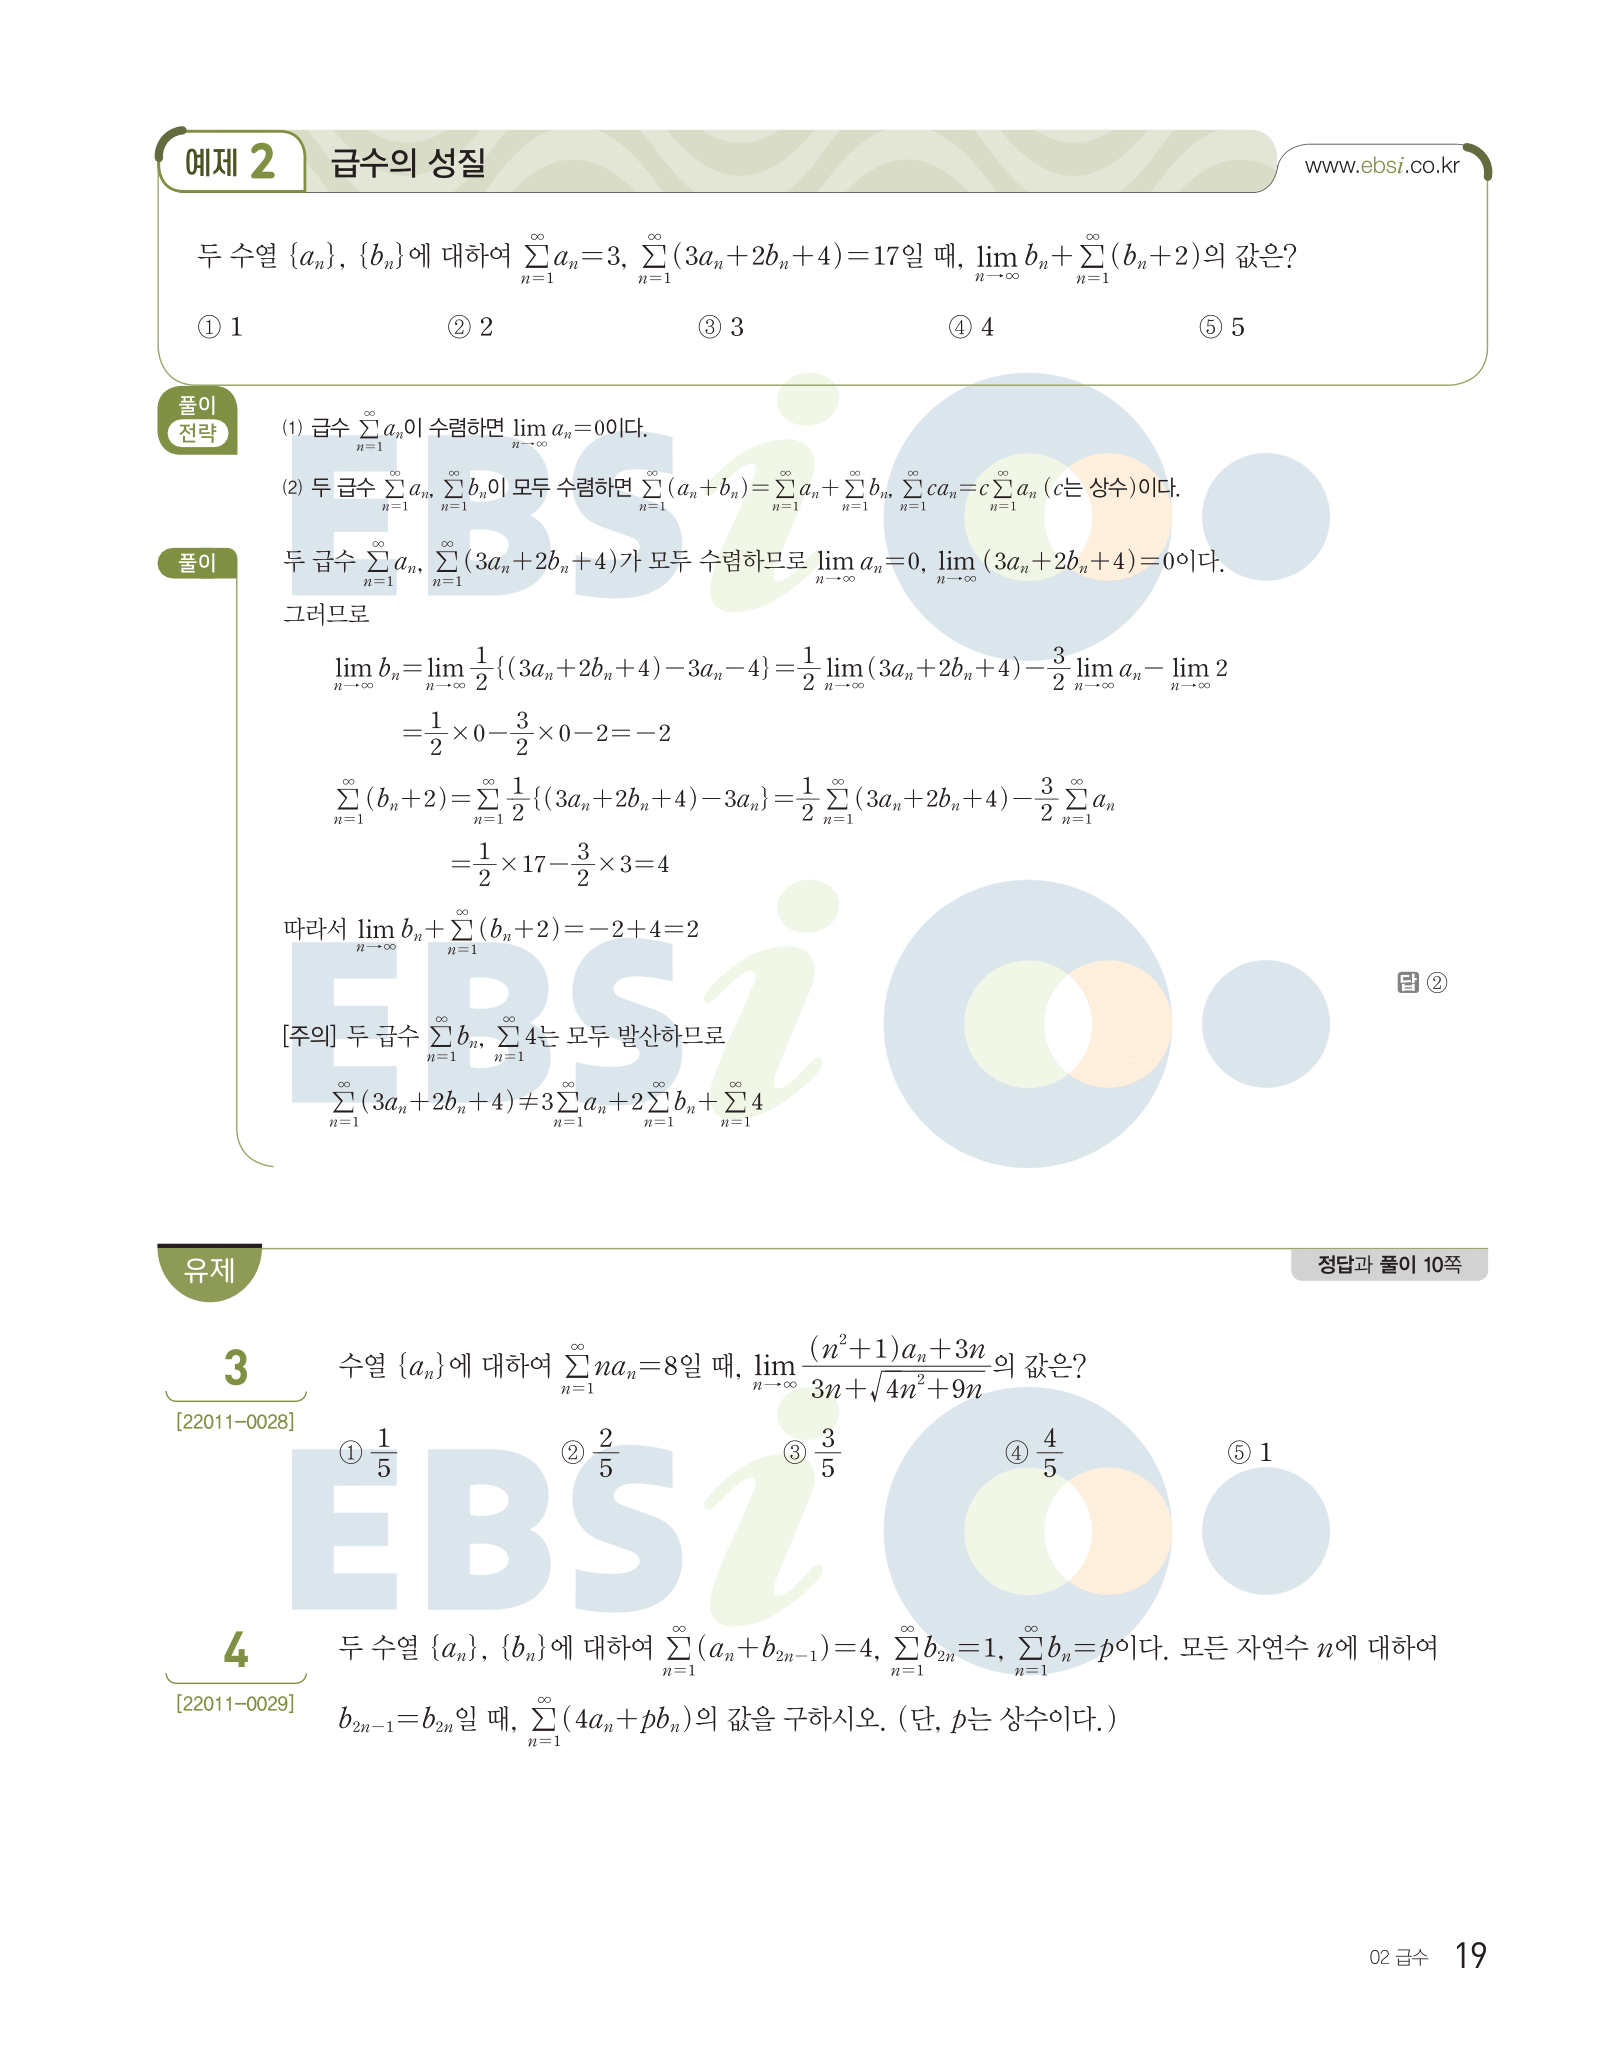 예제 2 급수의 성질
www.ebsi.co.kr
두 수열 {aₙ}, {bₙ}에 대하여 $\sum_{n=1}^{\infty} a_n=3$, $\sum_{n=1}^{\infty}(3a_n+2b_n+4)=17$일 때, $\lim_{n\to\infty} b_n+\sum_{n=1}^{\infty}(b_n+2)$의 값은?
① 1 ② 2 ③ 3 ④ 4 ⑤ 5
풀이 전략
⑴ 급수 $\sum_{n=1}^{\infty} a_n$이 수렴하면 $\lim_{n\to\infty} a_n=0$이다.
⑵ 두 급수 $\sum_{n=1}^{\infty} a_n$, $\sum_{n=1}^{\infty} b_n$이 모두 수렴하면 $\sum_{n=1}^{\infty}(a_n+b_n)=\sum_{n=1}^{\infty} a_n+\sum_{n=1}^{\infty} b_n$, $\sum_{n=1}^{\infty} ca_n=c\sum_{n=1}^{\infty} a_n$ (c는 상수)이다.
풀이
두 급수 $\sum_{n=1}^{\infty} a_n$, $\sum_{n=1}^{\infty}(3a_n+2b_n+4)$가 모두 수렴하므로 $\lim_{n\to\infty} a_n=0$, $\lim_{n\to\infty}(3a_n+2b_n+4)=0$이다.
그러므로
$\lim_{n\to\infty} b_n=\lim_{n\to\infty}\frac{1}{2}\{(3a_n+2b_n+4)-3a_n-4\}=\frac{1}{2}\lim_{n\to\infty}(3a_n+2b_n+4)-\frac{3}{2}\lim_{n\to\infty} a_n-\lim_{n\to\infty} 2$
$=\frac{1}{2}\times 0-\frac{3}{2}\times 0-2=-2$
$\sum_{n=1}^{\infty}(b_n+2)=\sum_{n=1}^{\infty}\frac{1}{2}\{(3a_n+2b_n+4)-3a_n\}=\frac{1}{2}\sum_{n=1}^{\infty}(3a_n+2b_n+4)-\frac{3}{2}\sum_{n=1}^{\infty} a_n$
$=\frac{1}{2}\times 17-\frac{3}{2}\times 3=4$
따라서 $\lim_{n\to\infty} b_n+\sum_{n=1}^{\infty}(b_n+2)=-2+4=2$
답 ②
[주의] 두 급수 $\sum_{n=1}^{\infty} b_n$, $\sum_{n=1}^{\infty} 4$는 모두 발산하므로
$\sum_{n=1}^{\infty}(3a_n+2b_n+4)\neq 3\sum_{n=1}^{\infty} a_n+2\sum_{n=1}^{\infty} b_n+\sum_{n=1}^{\infty} 4$
유제
정답과 풀이 10쪽
3
[22011-0028]
수열 {aₙ}에 대하여 $\sum_{n=1}^{\infty} na_n=8$일 때, $\lim_{n\to\infty}\frac{(n^2+1)a_n+3n}{3n+\sqrt{4n^2+9n}}$의 값은?
① $\frac{1}{5}$ ② $\frac{2}{5}$ ③ $\frac{3}{5}$ ④ $\frac{4}{5}$ ⑤ 1
4
[22011-0029]
두 수열 {aₙ}, {bₙ}에 대하여 $\sum_{n=1}^{\infty}(a_n+b_{2n-1})=4$, $\sum_{n=1}^{\infty} b_{2n}=1$, $\sum_{n=1}^{\infty} b_n=p$이다. 모든 자연수 n에 대하여
$b_{2n-1}=b_{2n}$일 때, $\sum_{n=1}^{\infty}(4a_n+pb_n)$의 값을 구하시오. (단, p는 상수이다.)
EBSi
EBSi
EBSi
02 급수 19